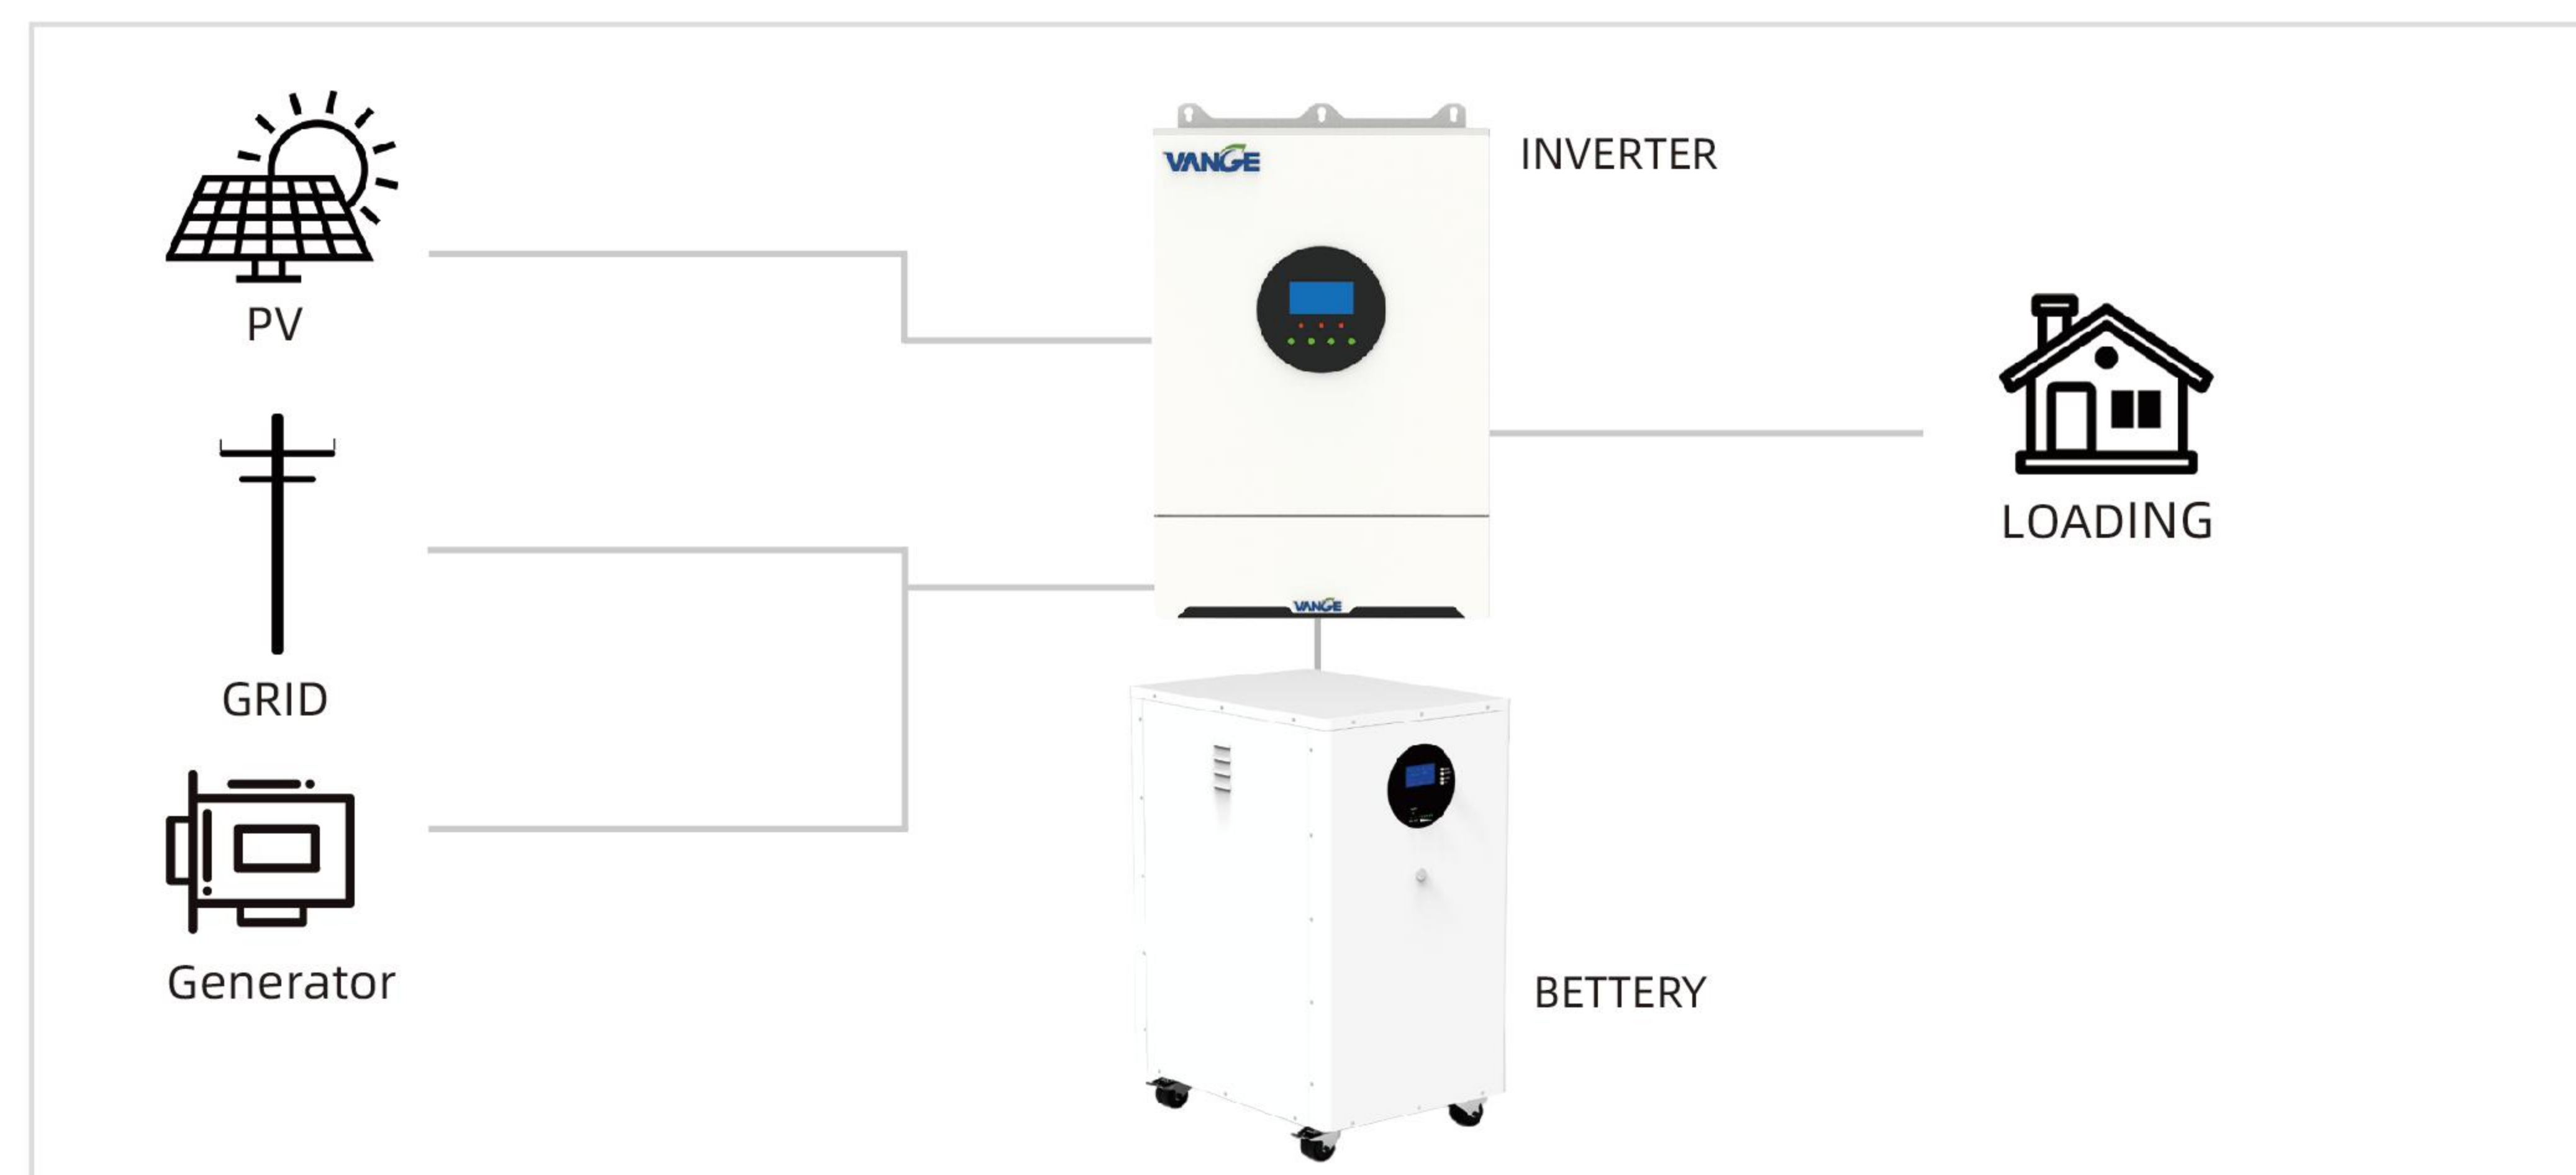 VANGE
INVERTER
PV
LOADING
GRID
VANGE
Generator
BETTERY